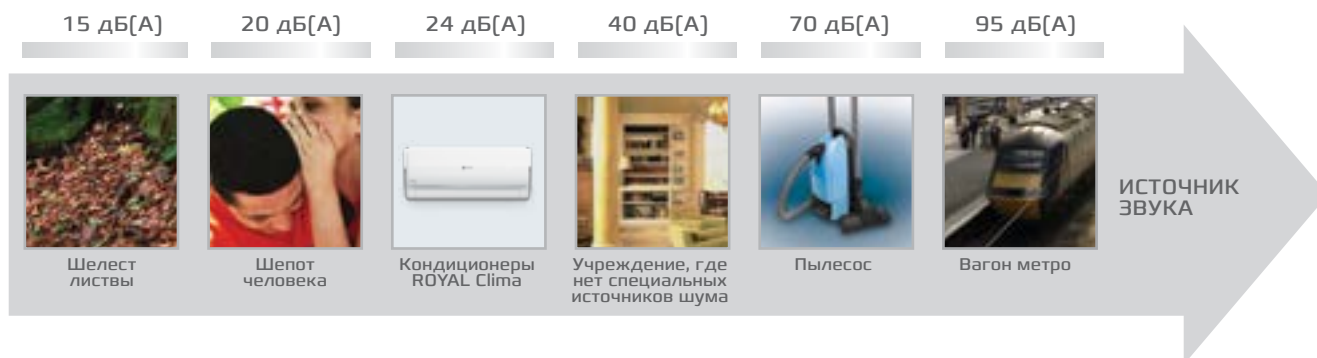 15 дБ(А)
20 дБ(А)
24 дБ(А)
40 дБ(А)
70 дБ(А)
95 дБ(А)
Шелест
листвы
Шепот
человека
Кондиционеры
ROYAL Clima
Учреждение, где
нет специальных
источников шума
Пылесос
Вагон метро
ИСТОЧНИК
ЗВУКА